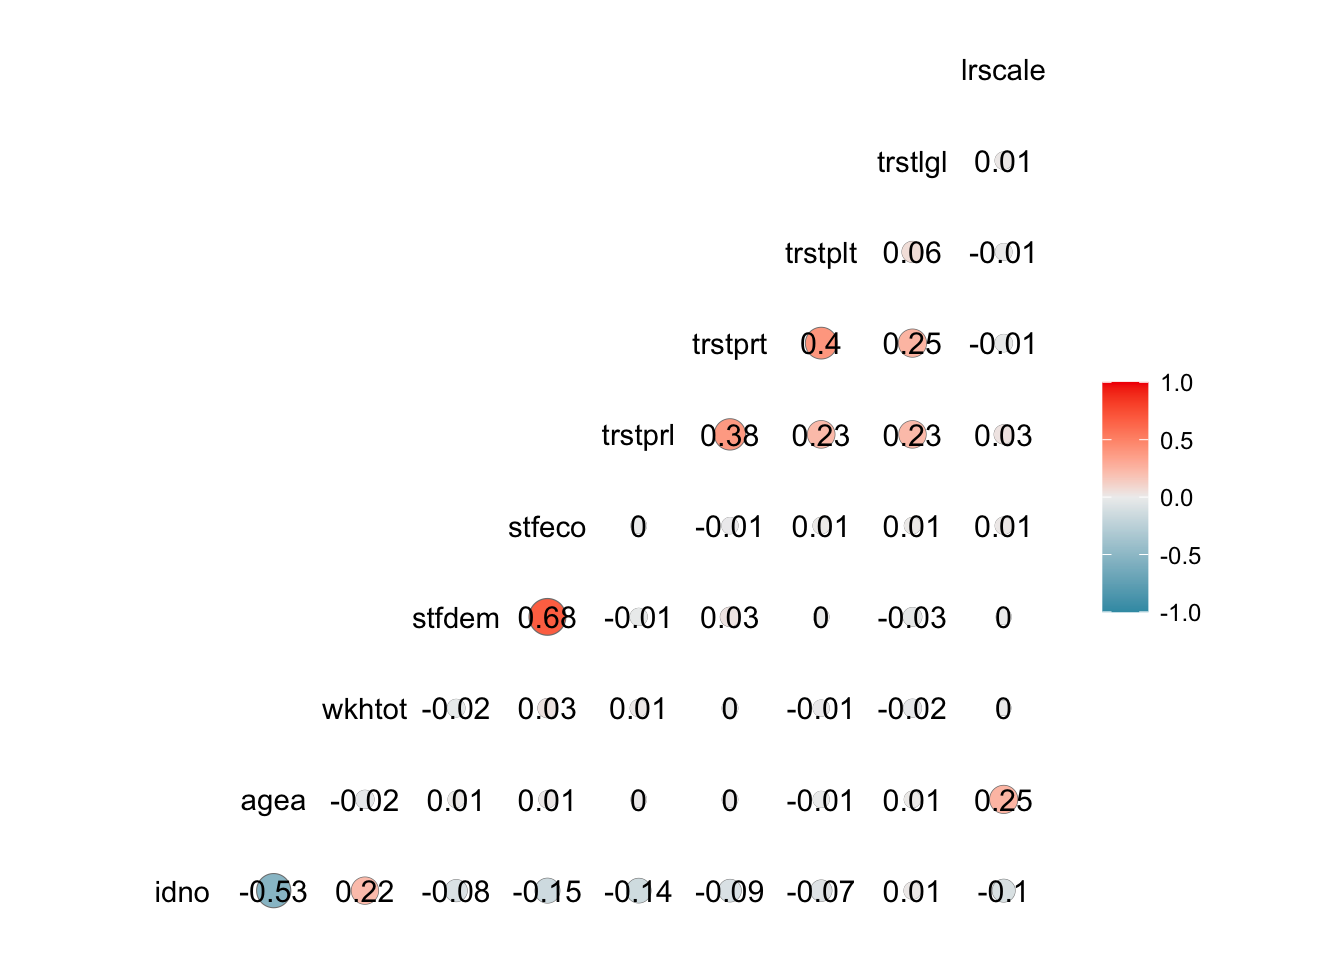 lrscale
trstlgl 0.01
trstplt 0.06 -0.01
trstprt 0.4 0.25 -0.01
trstprl 0.38 0.23 0.23 0.03
stfeco 0 -0.01 0.01 0.01 0.01
stfdem 0.68 -0.01 0.03 0 -0.03 0
wkhtot -0.02 0.03 0.01 0 -0.01 -0.02 0
agea -0.02 0.01 0.01 0 0 -0.01 0.01 0.25
idno -0.53 0.22 -0.08 -0.15 -0.14 -0.09 -0.07 0.01 -0.1
1.0
0.5
0.0
-0.5
-1.0